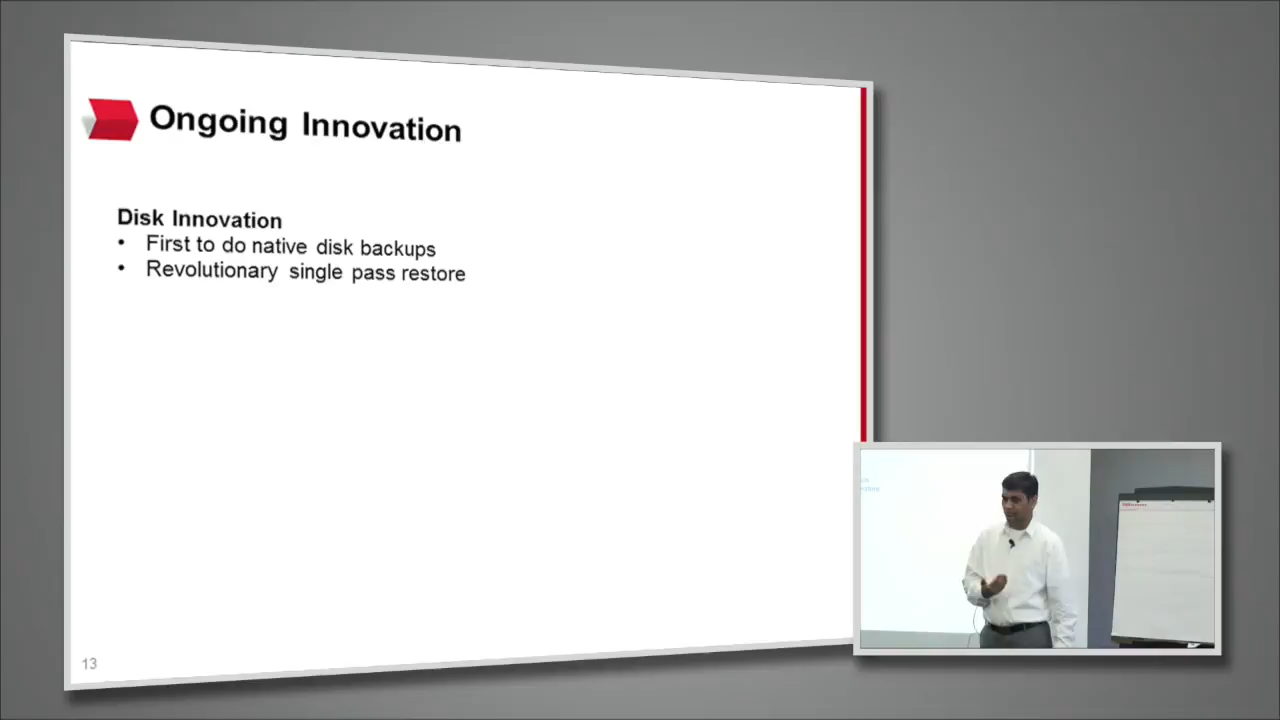 Ongoing Innovation
Disk Innovation
• First to do native disk backups
• Revolutionary single pass restore
13